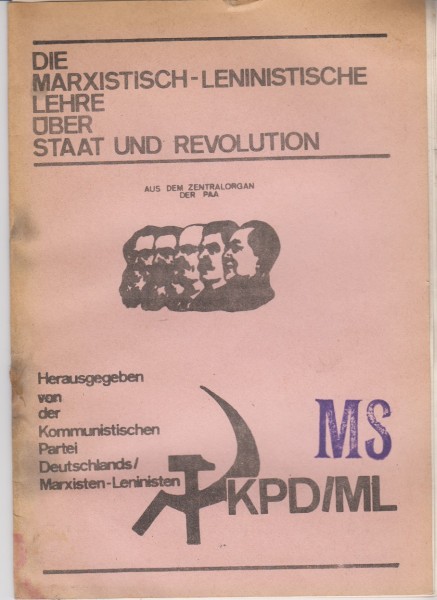 DIE
MARXISTISCH-LENINISTISCHE
LEHRE
ÜBER
STAAT UND REVOLUTION
AUS DEM ZENTRALORGAN
DER PAA
Herausgegeben
von
der
Kommunistischen
Partei
Deutschlands/
Marxisten-Leninisten
KPD/ML
MS